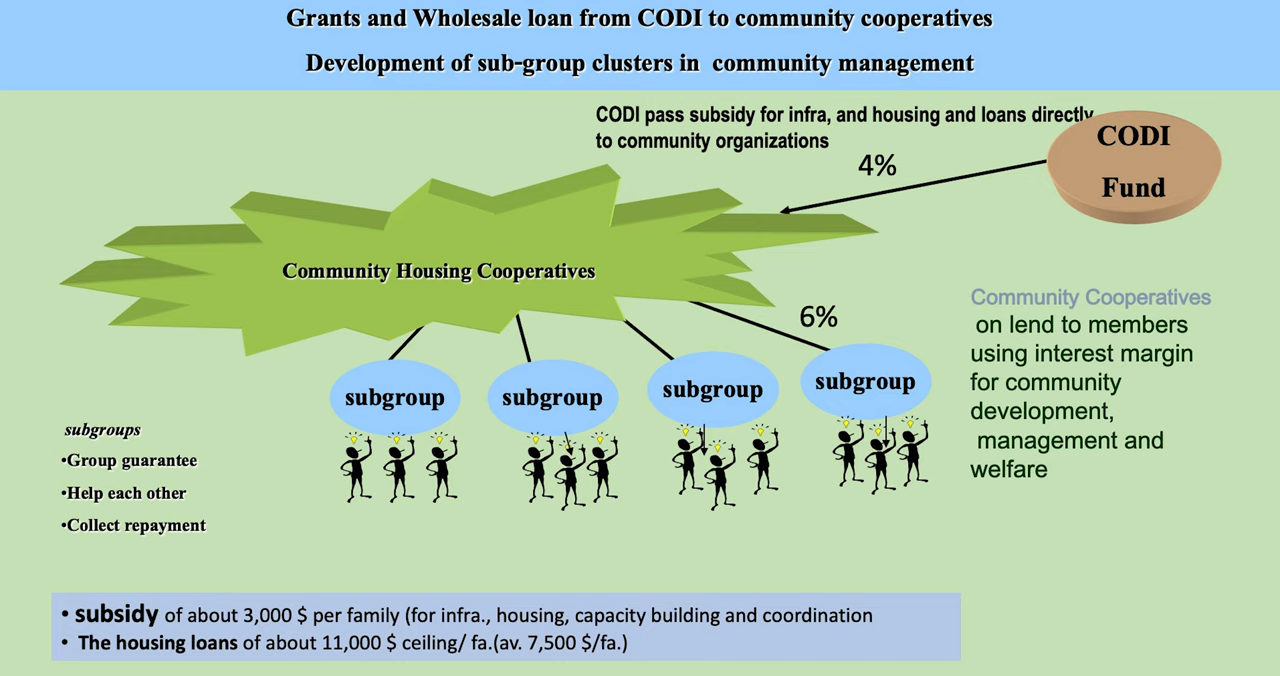 Grants and Wholesale loan from CODI to community cooperatives
Development of sub-group clusters in community management
CODI pass subsidy for infra, and housing and loans directly
to community organizations
4%
CODI
Fund
Community Housing Cooperatives
6%
Community Cooperatives
on lend to members
using interest margin
for community
development,
management and
welfare
subgroup
subgroup
subgroup
subgroup
subgroups
•Group guarantee
•Help each other
•Collect repayment
• subsidy of about 3,000 $ per family (for infra., housing, capacity building and coordination
• The housing loans of about 11,000 $ ceiling/ fa.(av. 7,500 $/fa.)